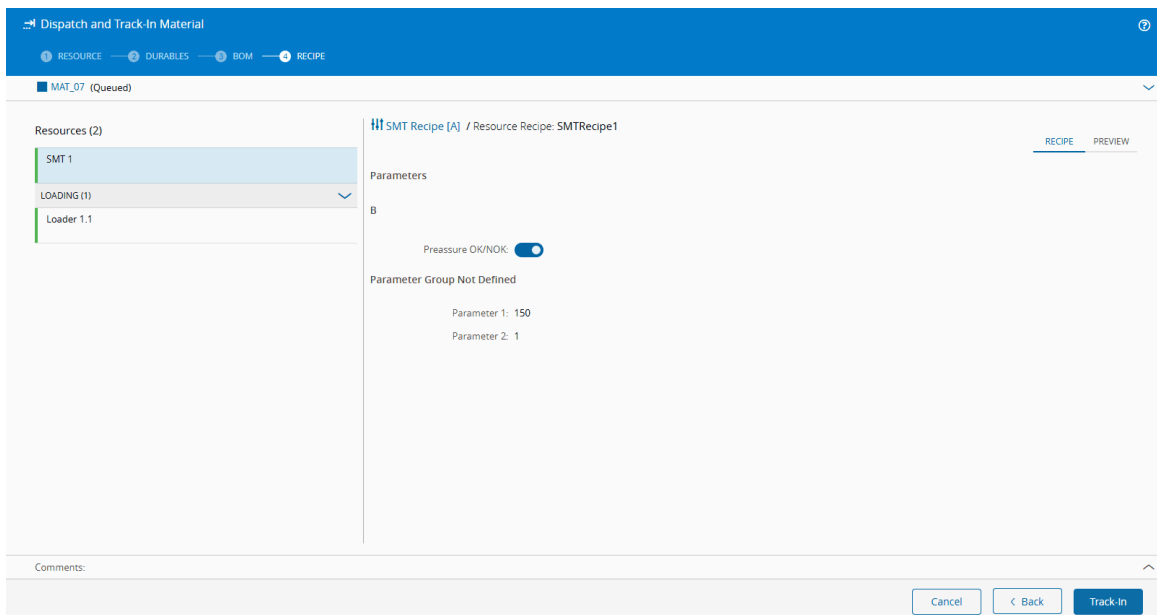 Dispatch and Track-In Material
1 RESOURCE 2 DURABLES 3 BOM 4 RECIPE
MAT_07 (Queued)
Resources (2)
SMT 1
LOADING (1)
Loader 1.1
SMT Recipe [A] / Resource Recipe: SMTRecipe1
RECIPE PREVIEW
Parameters
B
Preassure OK/NOK:
Parameter Group Not Defined
Parameter 1: 150
Parameter 2: 1
Comments:
Cancel < Back Track-In